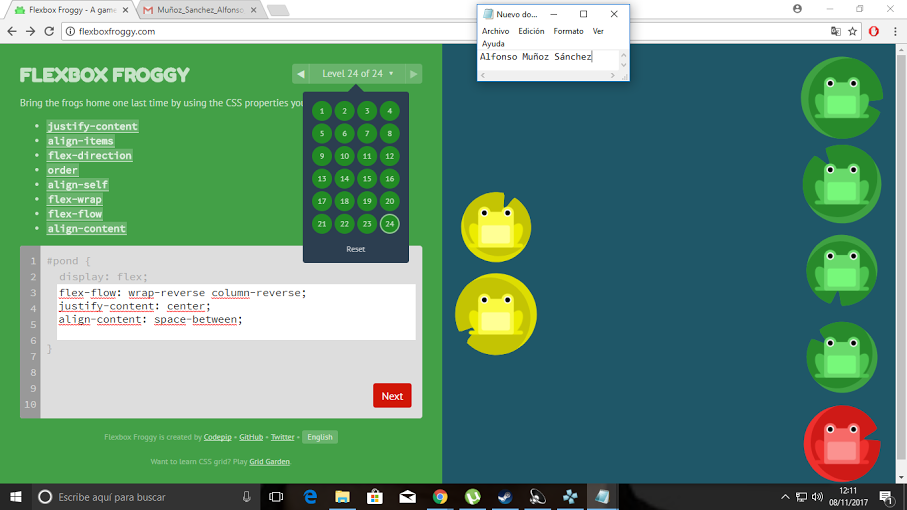 Flexbox Froggy - A game
Muñoz_Sanchez_Alfonso
flexboxfroggy.com
Nuevo do...
Archivo Edición Formato Ver
Ayuda
Alfonso Muñoz Sánchez
FLEXBOX FROGGY
Level 24 of 24
Bring the frogs home one last time by using the CSS properties you
justify-content
align-items
flex-direction
order
align-self
flex-wrap
flex-flow
align-content
1 2 3 4
5 6 7 8
9 10 11 12
13 14 15 16
17 18 19 20
21 22 23 24
Reset
1 #pond {
2 display: flex;
3 flex-flow: wrap-reverse column-reverse;
4 justify-content: center;
5 align-content: space-between;
6
7 }
8
9
10
Next
Flexbox Froggy is created by Codepip • GitHub • Twitter • English
Want to learn CSS grid? Play Grid Garden.
Escribe aquí para buscar
12:11
08/11/2017
1